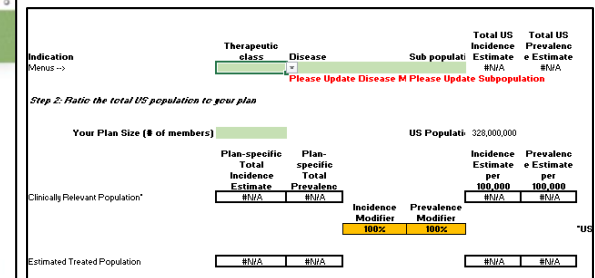 Total US Total US
Therapeutic Incidence Prevalenc
Indication class Disease Sub populati Estimate e Estimate
Menus --> #N/A #N/A
Please Update Disease M Please Update Subpopulation
Step 2: Ratio the total US population to your plan
Your Plan Size (# of members) US Populati 328,000,000
Plan-specific Plan- Incidence Prevalenc
Total specific Estimate e Estimate
Incidence Total per per
Estimate Prevalenc 100,000 100,000
Clinically Relevant Population* #N/A #N/A #N/A #N/A
Incidence Prevalence
Modifier Modifier
100% 100% "US
Estimated Treated Population #N/A #N/A #N/A #N/A